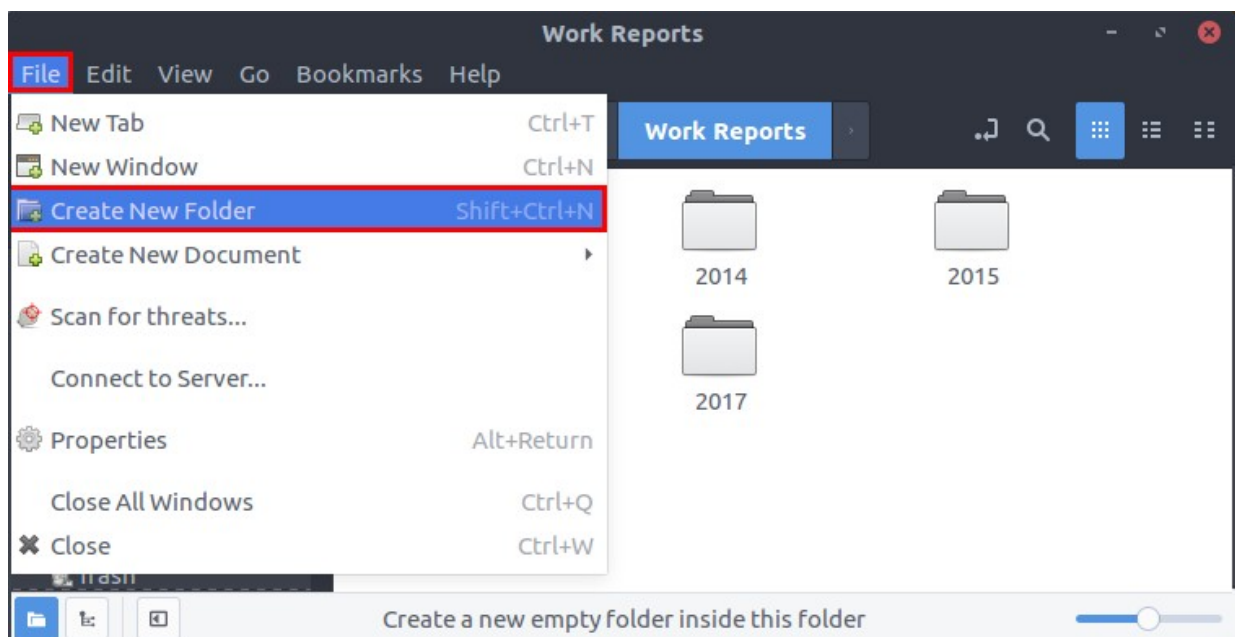 Work Reports
File Edit View Go Bookmarks Help
New Tab Ctrl+T
Work Reports
New Window Ctrl+N
Create New Folder Shift+Ctrl+N
Create New Document
2014 2015
Scan for threats...
Connect to Server...
2017
Properties Alt+Return
Close All Windows Ctrl+Q
Close Ctrl+W
Trash
Create a new empty folder inside this folder